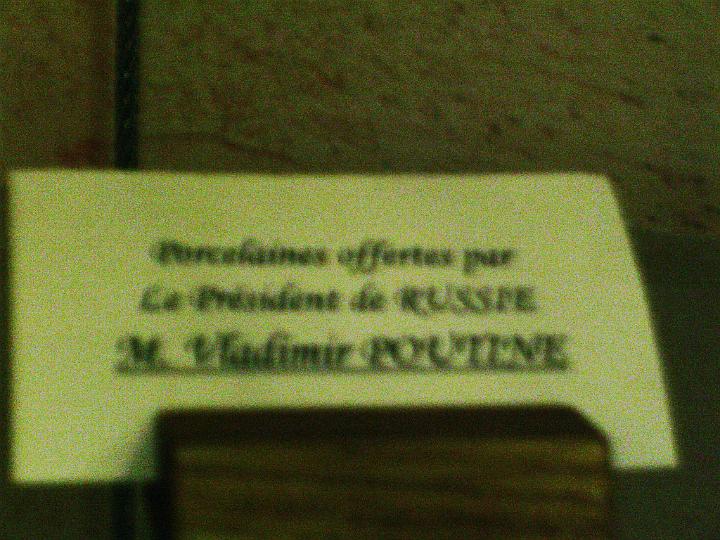 Porcelaines offertes par
Le Président de RUSSIE
M. Vladimir POUTINE